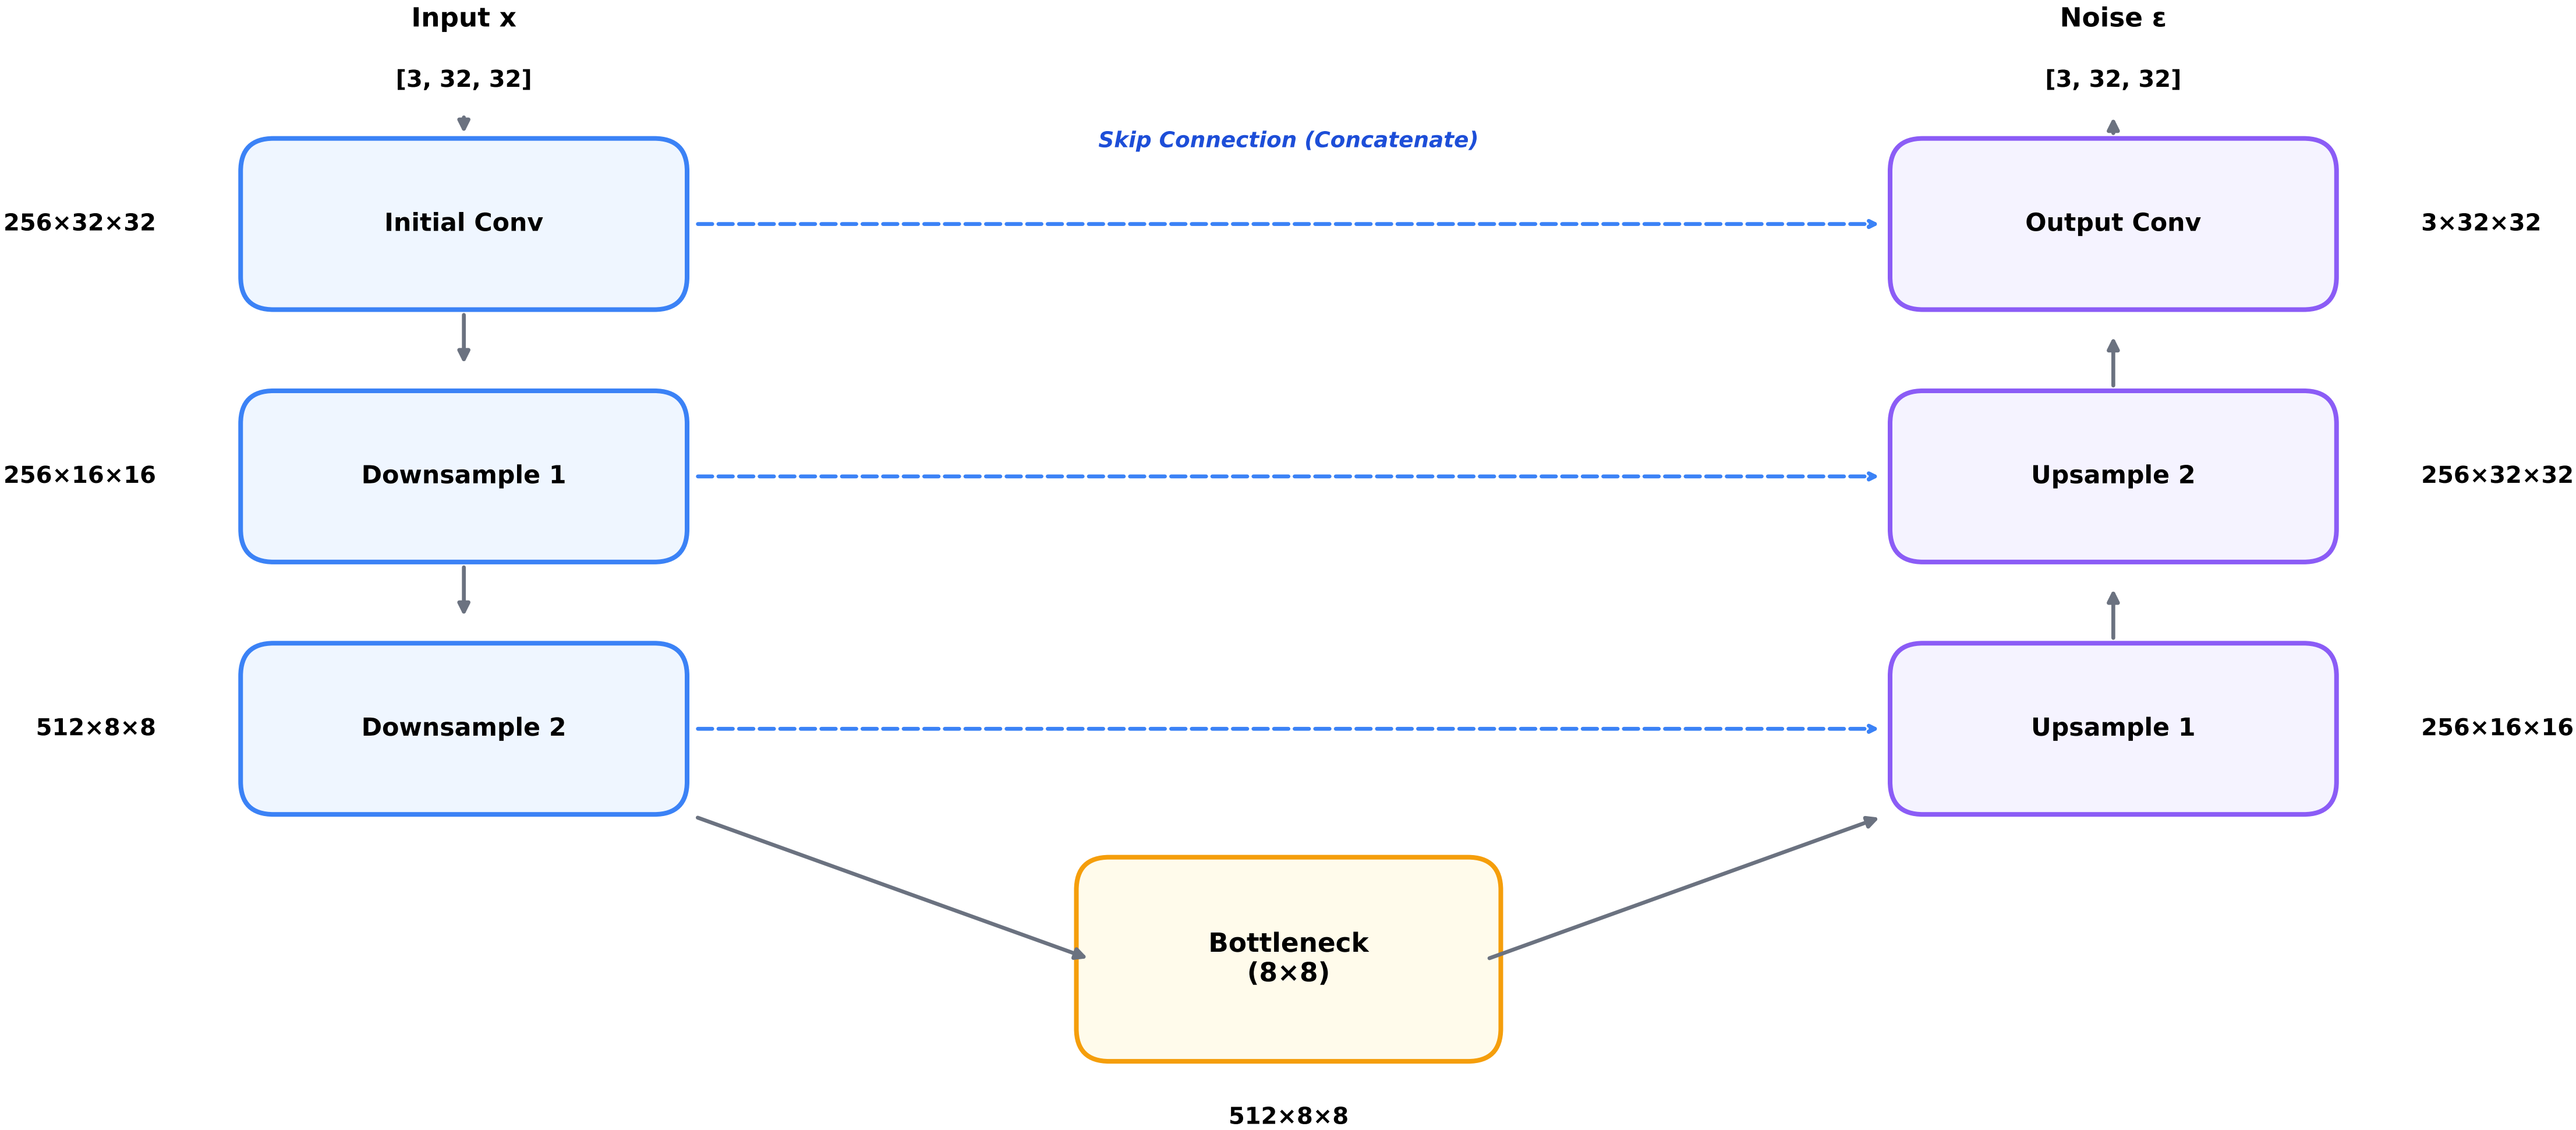 Input x
Noise ε
[3, 32, 32]
[3, 32, 32]
Skip Connection (Concatenate)
256×32×32
Initial Conv
Output Conv
3×32×32
256×16×16
Downsample 1
Upsample 2
256×32×32
512×8×8
Downsample 2
Upsample 1
256×16×16
Bottleneck
(8×8)
512×8×8